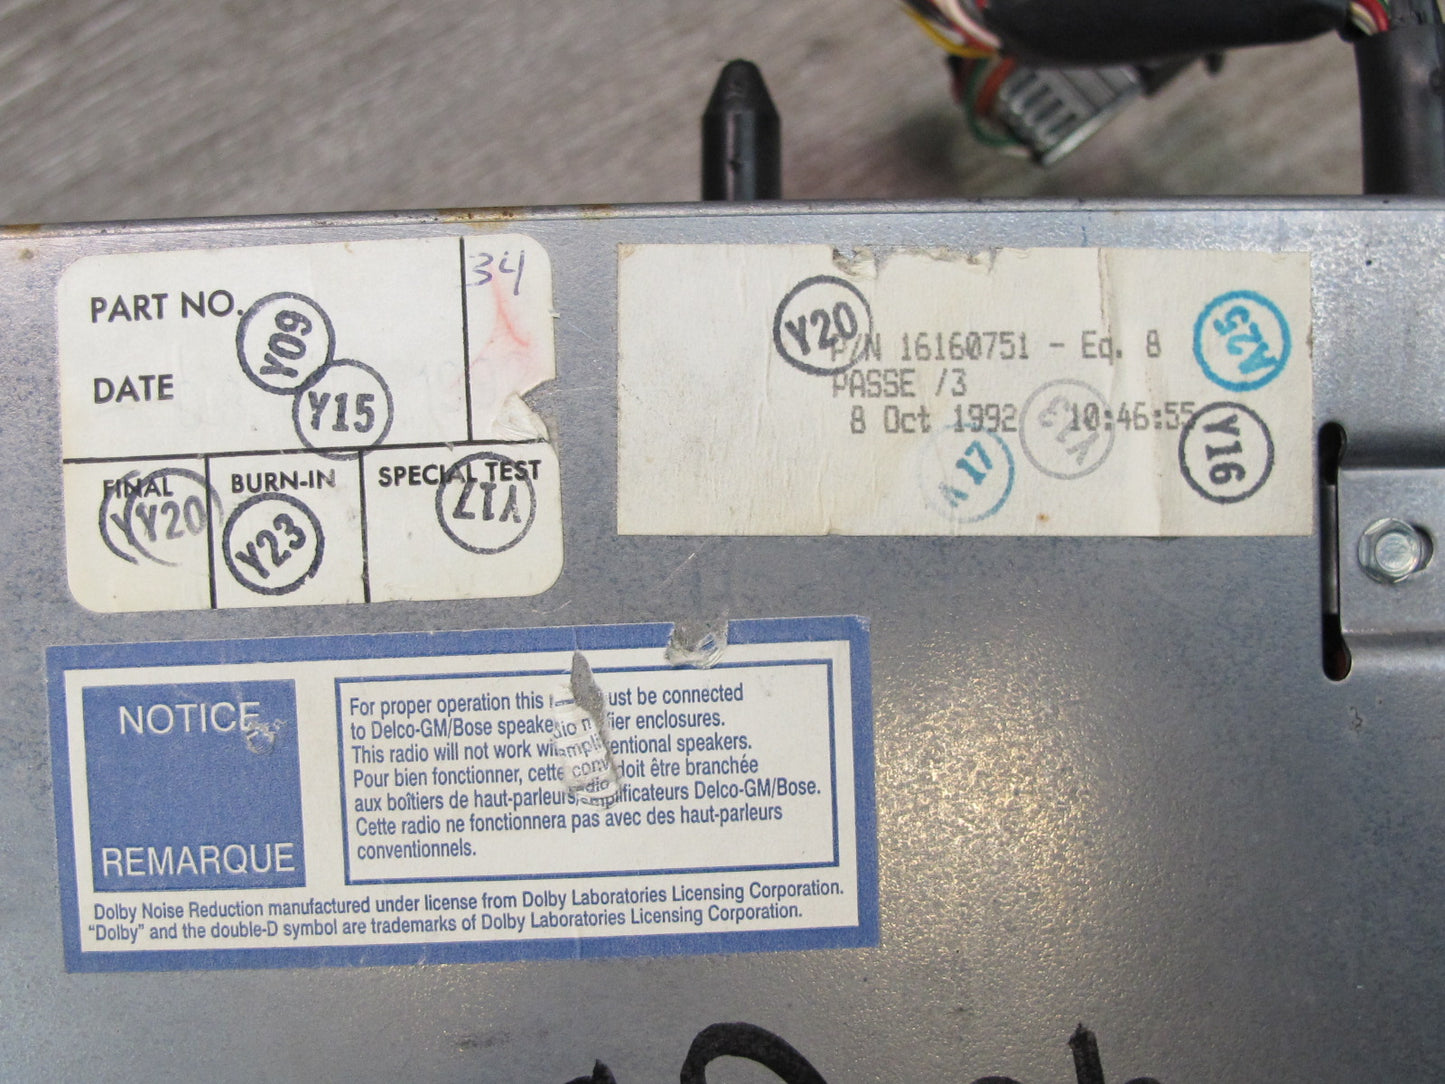 PART NO.
34
Y09
DATE
Y15
FINAL
BURN-IN
SPECIAL TEST
Y20
Y23
Y17
Y20
P/N 16160751 - Eq. 8
A25
PASSE /3
8 Oct 1992 10:46:55
Y23
Y16
A17
NOTICE
REMARQUE
For proper operation this must be connected
to Delco-GM/Bose speaker enclosures.
This radio will not work speakers.
Pour bien fonctionner, cette doit être branchée
aux boîtiers de haut-parleurs/amplificateurs Delco-GM/Bose.
Cette radio ne fonctionnera pas avec des haut-parleurs
conventionnels.
Dolby Noise Reduction manufactured under license from Dolby Laboratories Licensing Corporation.
“Dolby” and the double-D symbol are trademarks of Dolby Laboratories Licensing Corporation.